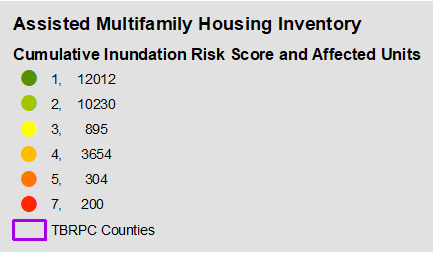 Assisted Multifamily Housing Inventory
Cumulative Inundation Risk Score and Affected Units
1, 12012
2, 10230
3, 895
4, 3654
5, 304
7, 200
TBRPC Counties